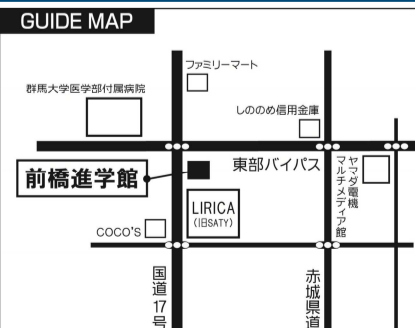 GUIDE MAP
ファミリーマート
群馬大学医学部付属病院
しののめ信用金庫
前橋進学館
東部バイパス
ヤマダ電機
マルチメディア館
LIRICA
(旧SATY)
COCO'S
国道17号
赤城県道